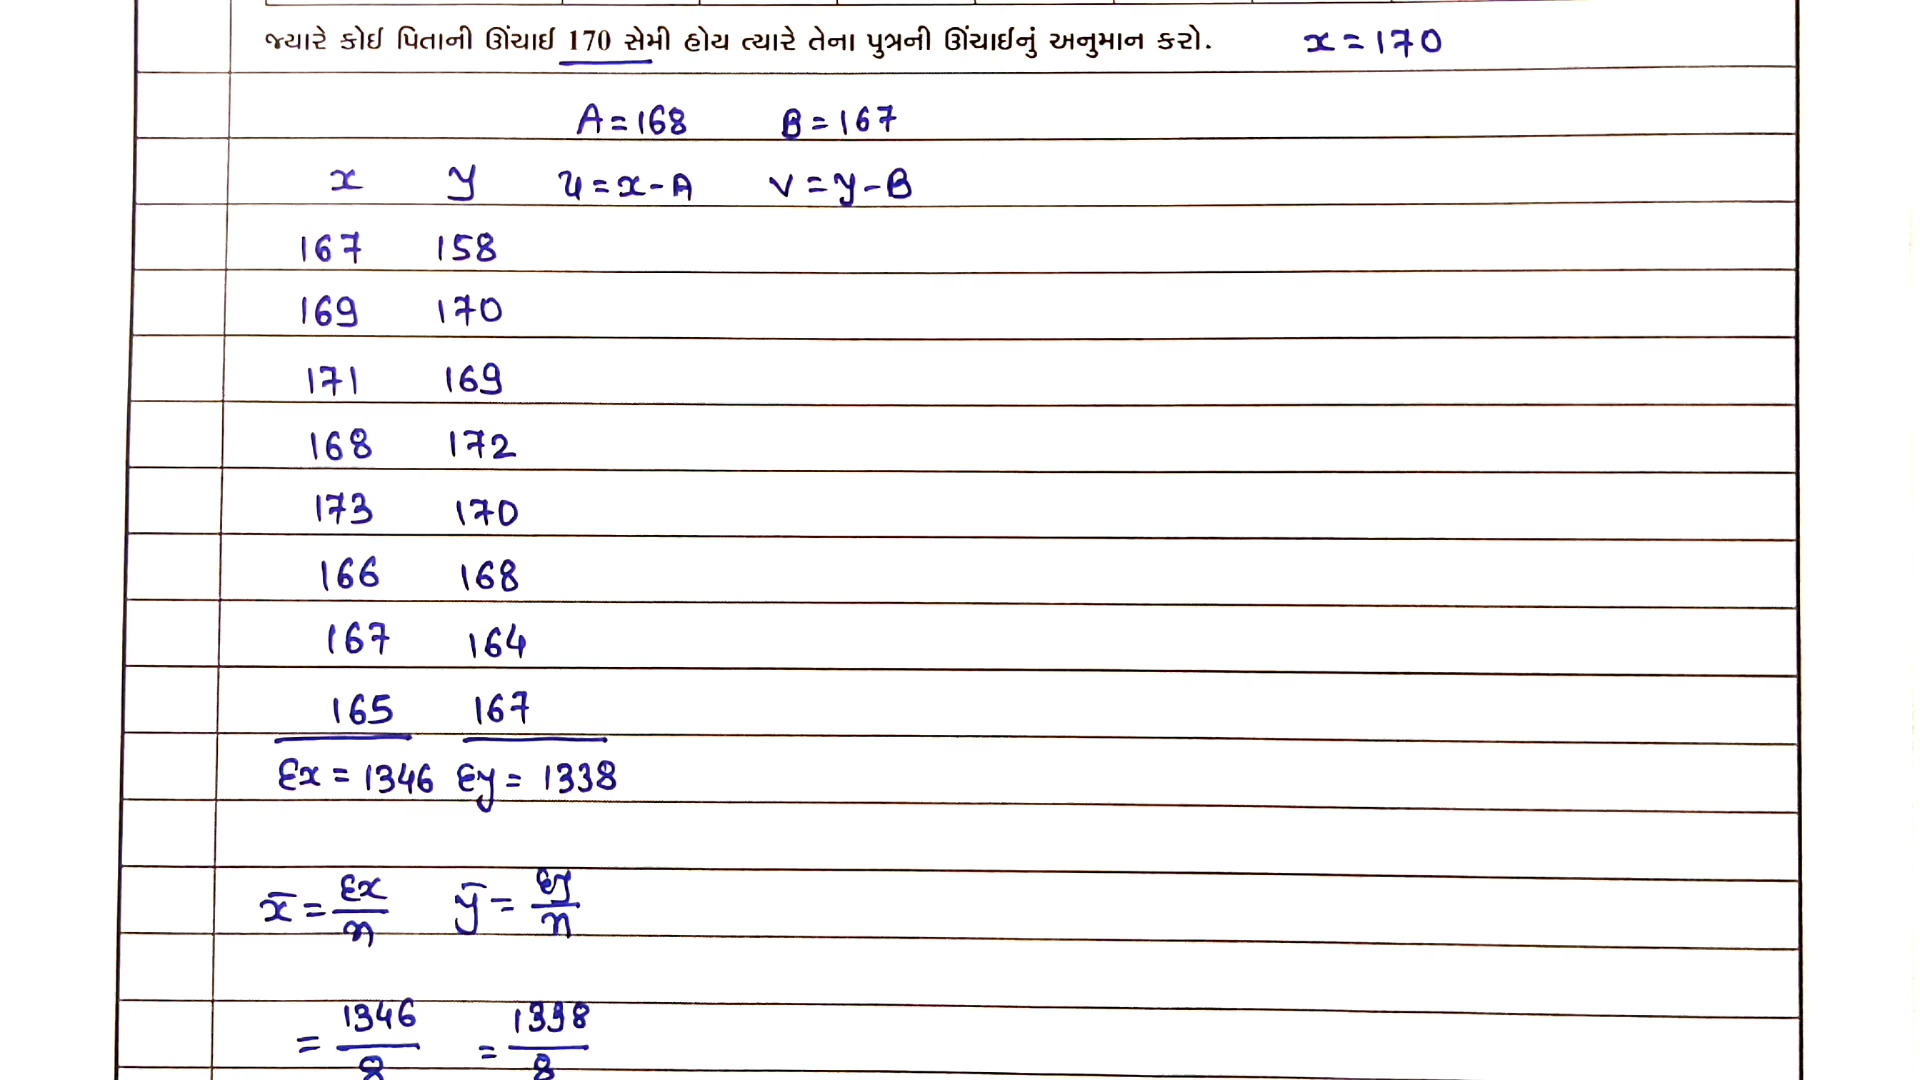 જ્યારે કોઈ પિતાની ઊંચાઈ 170 સેમી હોય ત્યારે તેના પુત્રની ઊંચાઈનું અનુમાન કરો. x = 170
A = 168 B = 167
x y u = x - A v = y - B
167 158
169 170
171 169
168 172
173 170
166 168
167 164
165 167
Σx = 1346 Σy = 1338
x̄ = Σx/n ȳ = Σy/n
= 1346/8 = 1338/8